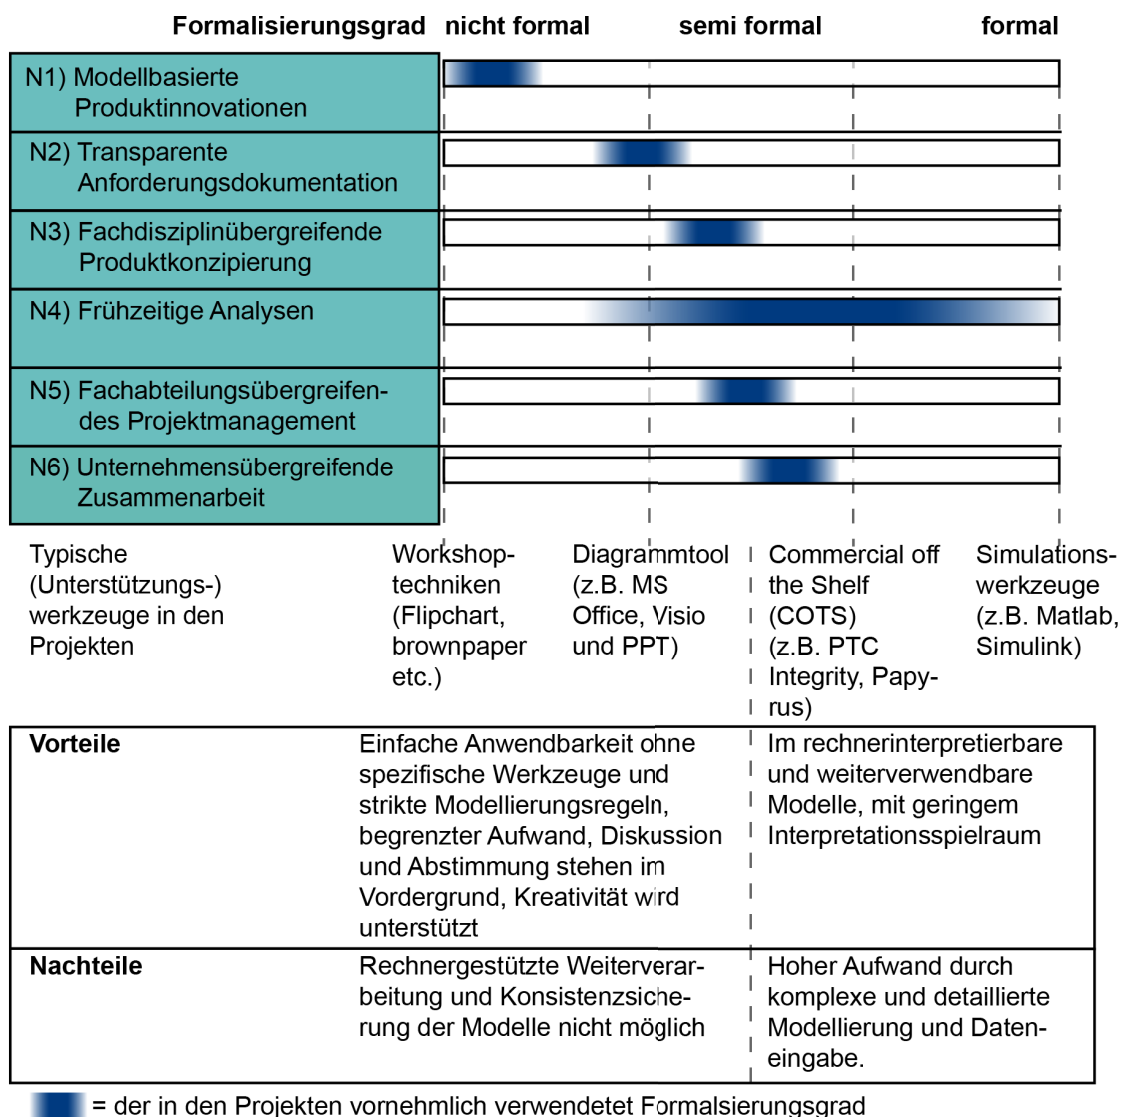 Formalisierungsgrad nicht formal semi formal formal
N1) Modellbasierte
Produktinnovationen
N2) Transparente
Anforderungsdokumentation
N3) Fachdisziplinübergreifende
Produktkonzipierung
N4) Frühzeitige Analysen
N5) Fachabteilungsübergreifen-
des Projektmanagement
N6) Unternehmensübergreifende
Zusammenarbeit
Typische
(Unterstützungs-)
werkzeuge in den
Projekten
Workshop-
techniken
(Flipchart,
brownpaper
etc.)
Diagrammtool
(z.B. MS
Office, Visio
und PPT)
Commercial off
the Shelf
(COTS)
(z.B. PTC
Integrity, Papy-
rus)
Simulations-
werkzeuge
(z.B. Matlab,
Simulink)
Vorteile
Einfache Anwendbarkeit ohne
spezifische Werkzeuge und
strikte Modellierungsregeln,
begrenzter Aufwand, Diskussion
und Abstimmung stehen im
Vordergrund, Kreativität wird
unterstützt
Im rechnerinterpretierbare
und weiterverwendbare
Modelle, mit geringem
Interpretationsspielraum
Nachteile
Rechnergestützte Weiterverar-
beitung und Konsistenzsiche-
rung der Modelle nicht möglich
Hoher Aufwand durch
komplexe und detaillierte
Modellierung und Daten-
eingabe.
= der in den Projekten vornehmlich verwendetet Formalsierungsgrad